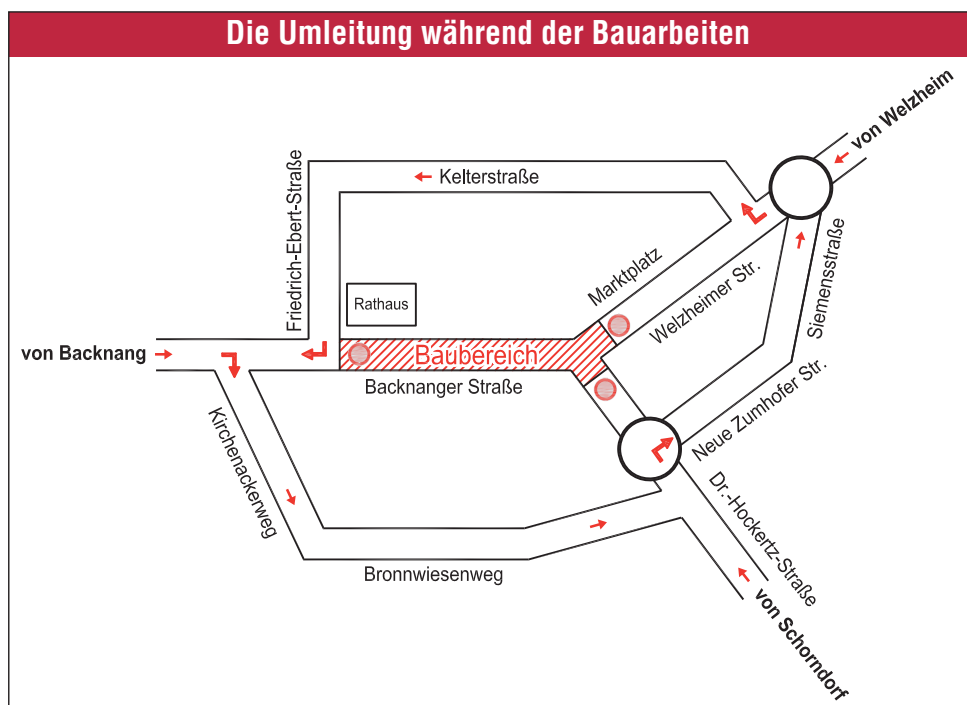 Die Umleitung während der Bauarbeiten
von Welzheim
Kelterstraße
Friedrich-Ebert-Straße
Marktplatz
Welzheimer Str.
Siemensstraße
Rathaus
von Backnang
Baubereich
Backnanger Straße
Neue Zumhofer Str.
Kirchenackerweg
Dr.-Hockertz-Straße
Bronnwiesenweg
von Schorndorf